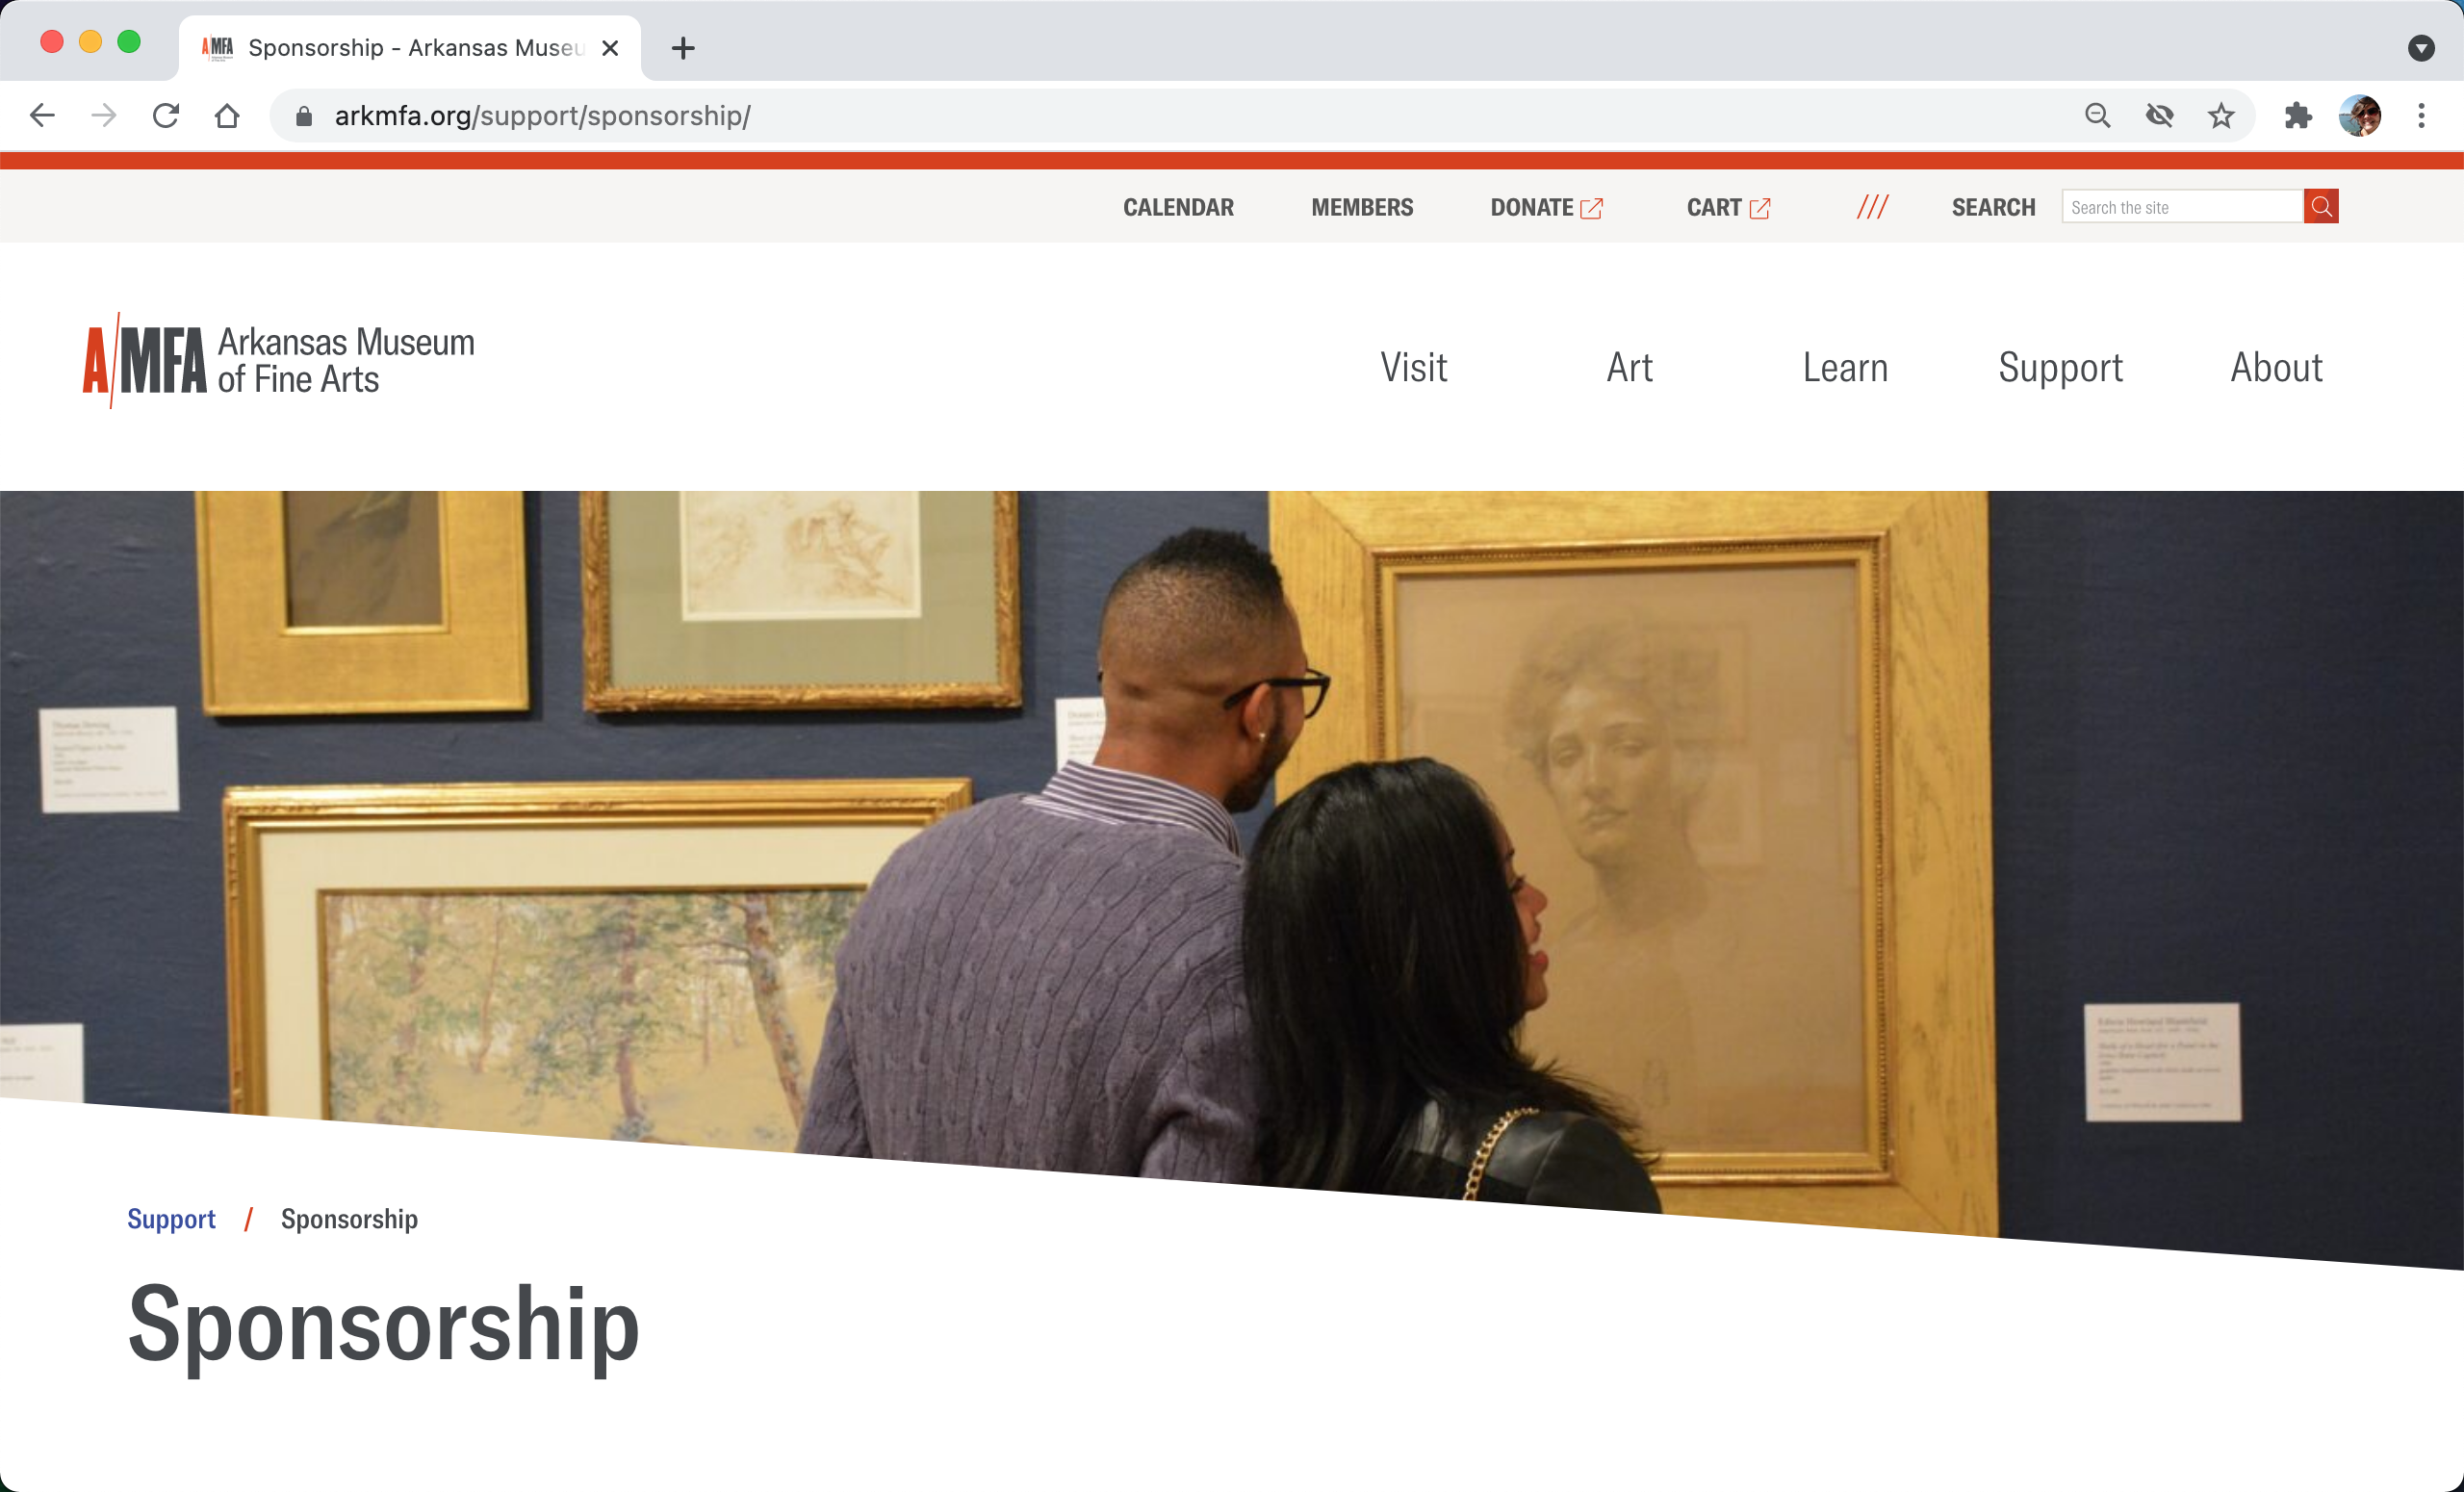 Sponsorship - Arkansas Museu
arkmfa.org/support/sponsorship/
CALENDAR MEMBERS DONATE CART /// SEARCH Search the site
A/MFA Arkansas Museum
of Fine Arts
Visit Art Learn Support About
Support / Sponsorship
Sponsorship